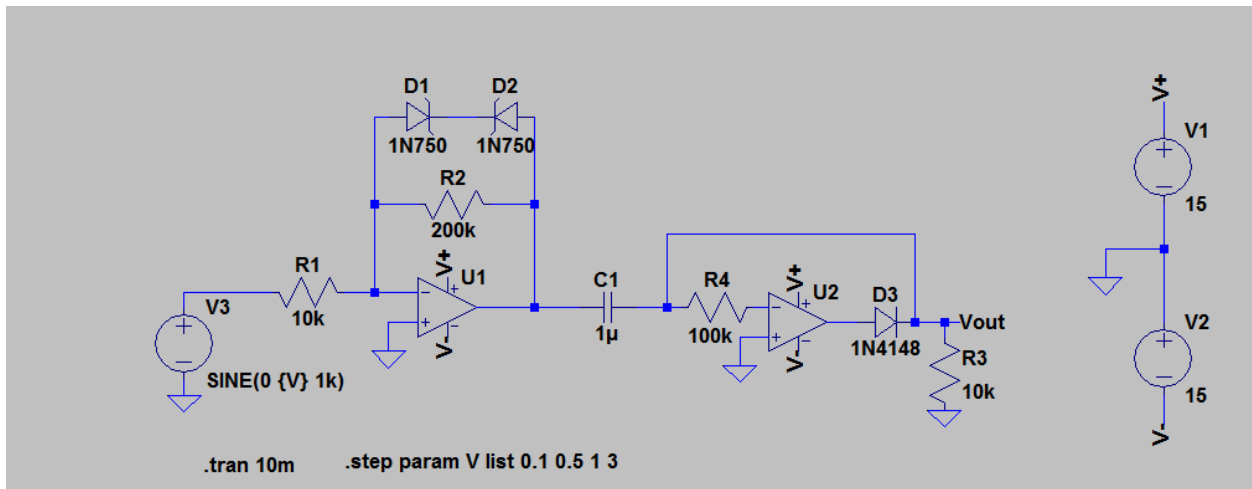 D1
D2
1N750
1N750
R2
200k
V+
U1
V-
R1
10k
V3
SINE(0 {V} 1k)
C1
1µ
R4
100k
V+
U2
V-
D3
1N4148
Vout
R3
10k
V+
V1
15
V2
15
V-
.tran 10m
.step param V list 0.1 0.5 1 3